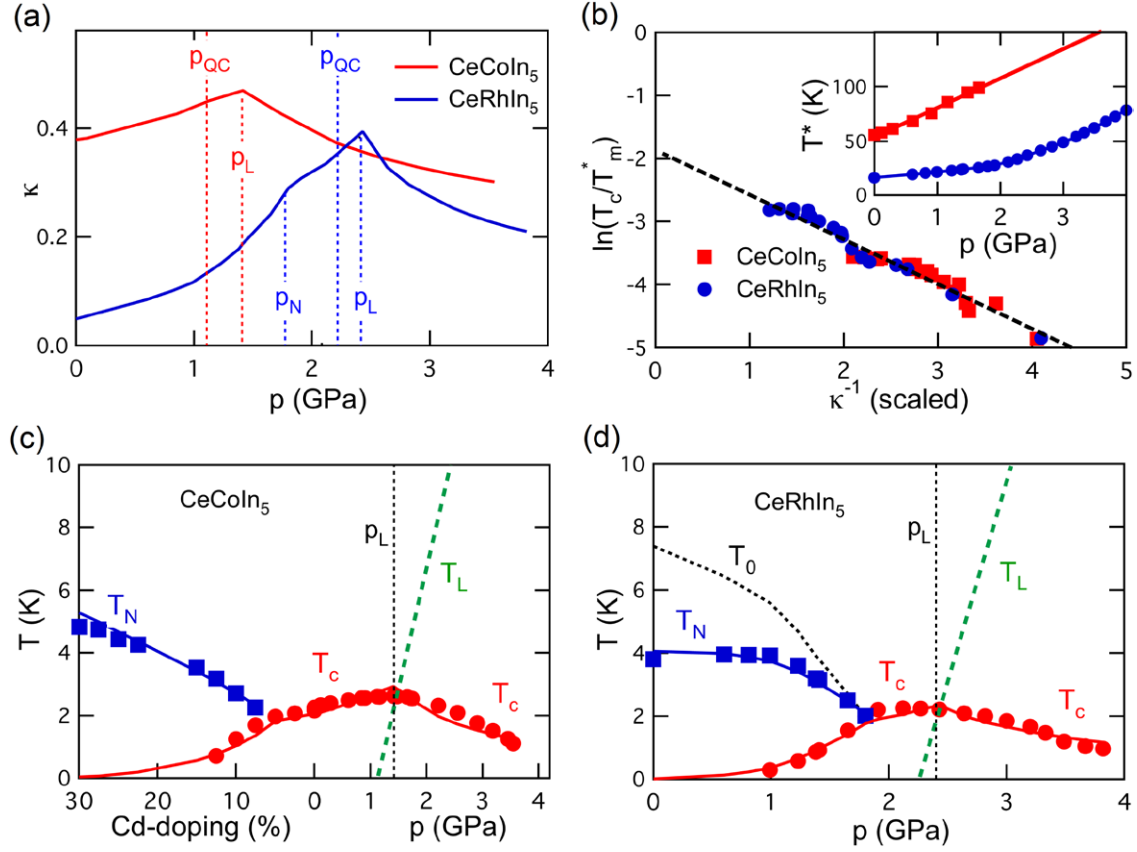 (a)
κ
0.4
0.2
0.0
p_QC
p_QC
CeCoIn5
CeRhIn5
p_L
p_N
p_L
0 1 2 3 4
p (GPa)
(b)
ln(T_c/T*_m)
0
-1
-2
-3
-4
-5
CeCoIn5
CeRhIn5
0 1 2 3 4 5
κ^-1 (scaled)
T*
(K)
100
50
0
0 1 2 3 4
p (GPa)
(c)
T (K)
10
8
6
4
2
0
CeCoIn5
p_L
T_L
T_N
T_c
T_c
30 20 10 0 1 2 3 4
Cd-doping (%) p (GPa)
(d)
T (K)
10
8
6
4
2
0
CeRhIn5
p_L
T_0
T_L
T_N
T_c
T_c
0 1 2 3 4
p (GPa)